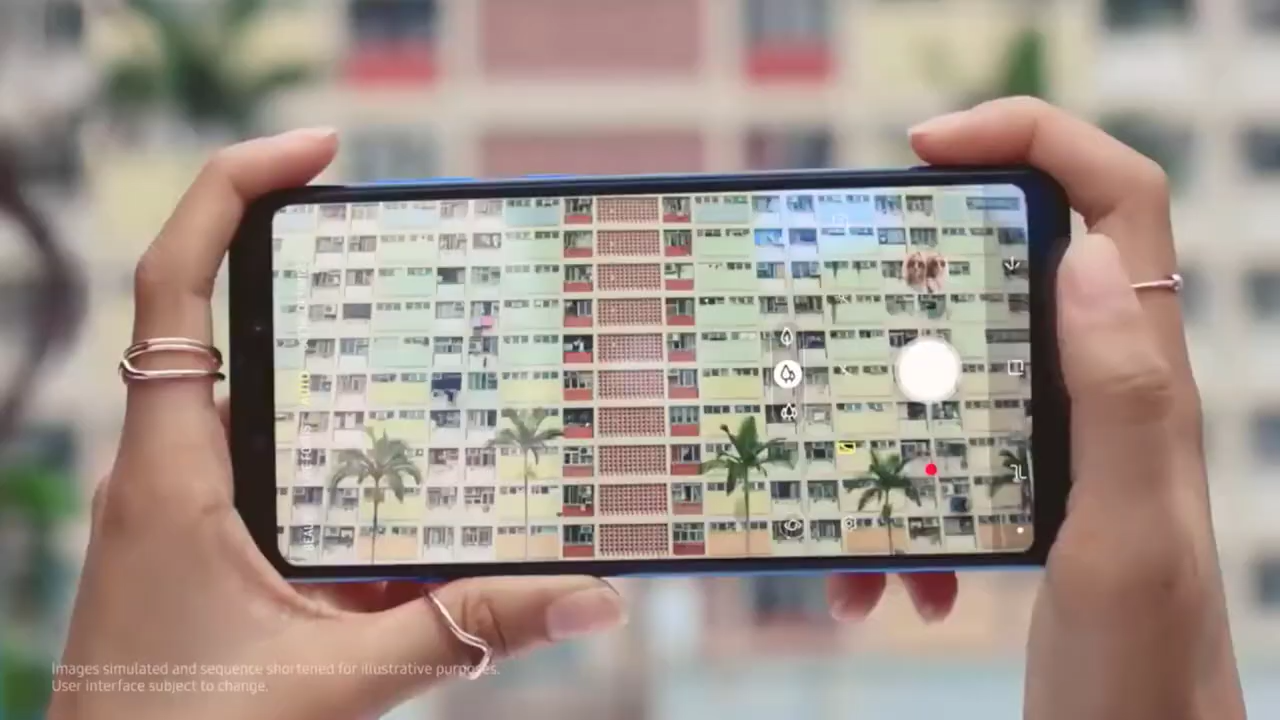 Images simulated and sequence shortened for illustrative purposes.
User interface subject to change.